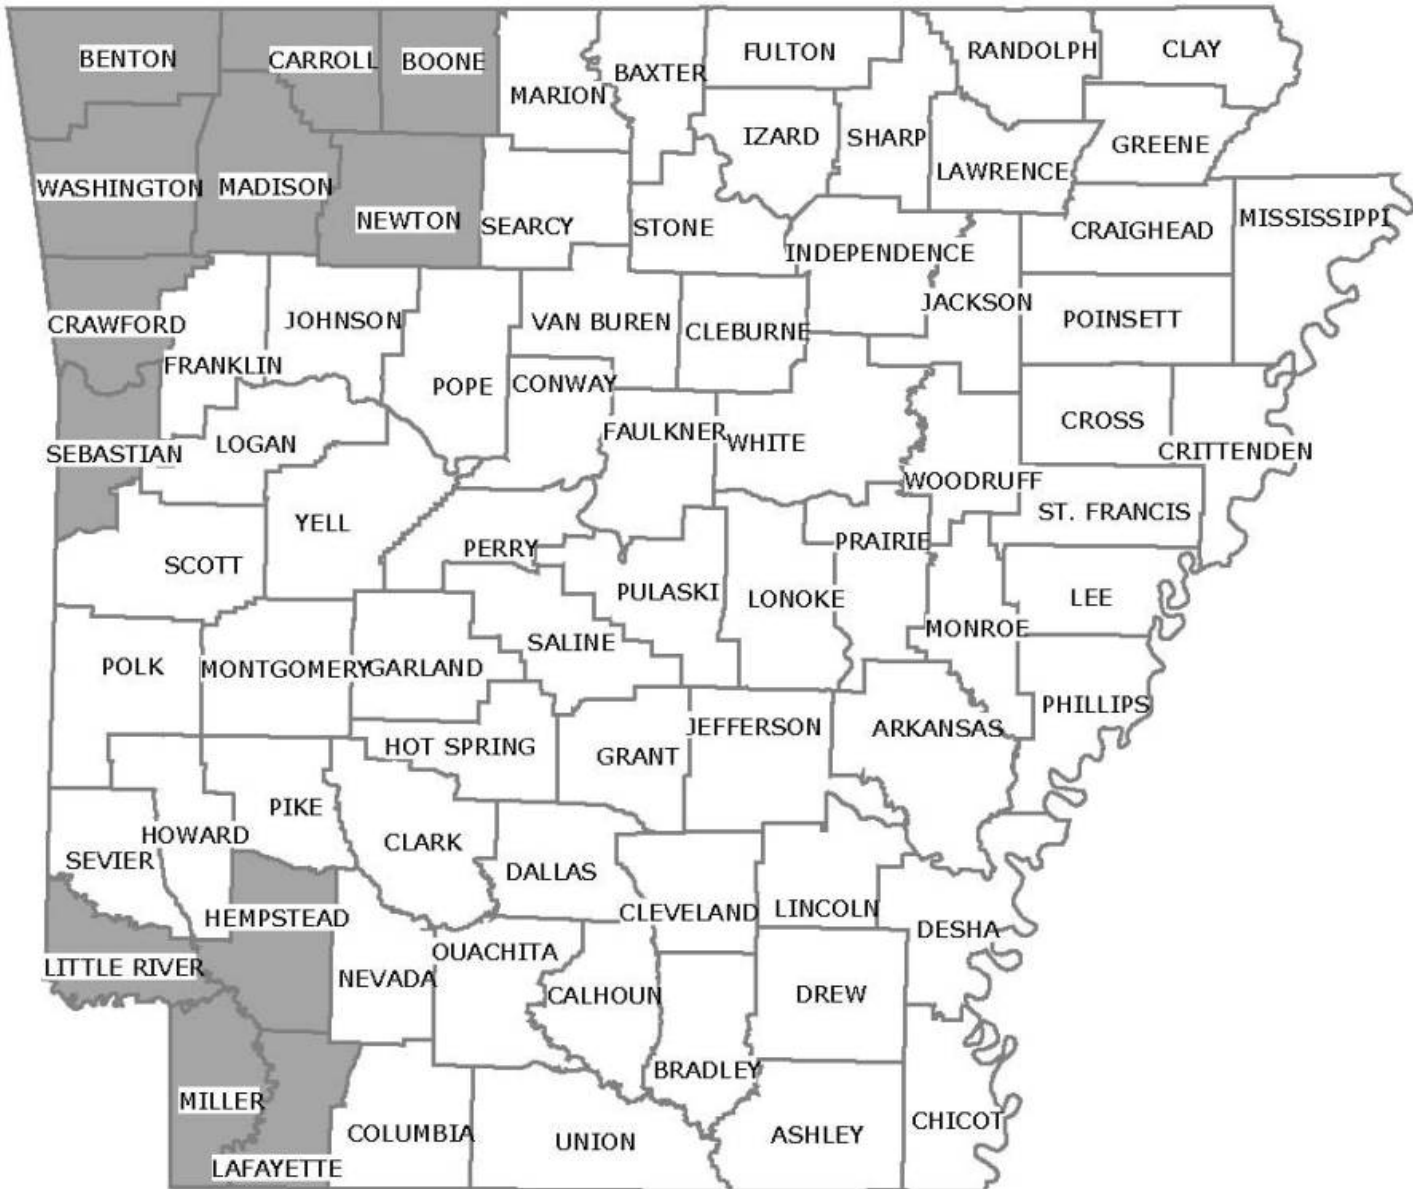 BENTON
CARROLL
BOONE
MARION
BAXTER
FULTON
RANDOLPH
CLAY
IZARD
SHARP
LAWRENCE
GREENE
WASHINGTON
MADISON
NEWTON
SEARCY
STONE
INDEPENDENCE
CRAIGHEAD
MISSISSIPPI
CRAWFORD
FRANKLIN
JOHNSON
POPE
VAN BUREN
CLEBURNE
JACKSON
POINSETT
SEBASTIAN
LOGAN
CONWAY
FAULKNER
WHITE
WOODRUFF
CROSS
CRITTENDEN
SCOTT
YELL
PERRY
PULASKI
LONOKE
PRAIRIE
ST. FRANCIS
MONROE
LEE
POLK
MONTGOMERY
GARLAND
SALINE
HOT SPRING
GRANT
JEFFERSON
ARKANSAS
PHILLIPS
SEVIER
HOWARD
PIKE
CLARK
DALLAS
CLEVELAND
LINCOLN
DESHA
LITTLE RIVER
HEMPSTEAD
NEVADA
OUACHITA
CALHOUN
BRADLEY
DREW
MILLER
LAFAYETTE
COLUMBIA
UNION
ASHLEY
CHICOT